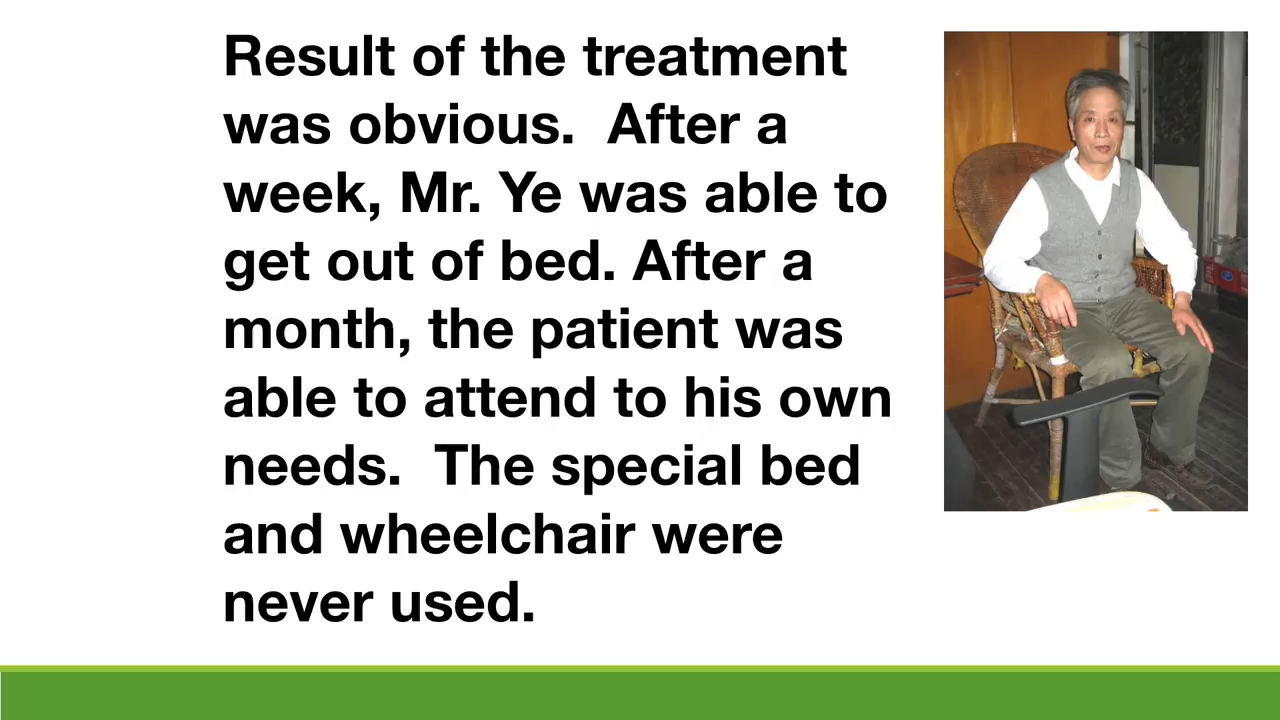 Result of the treatment
was obvious.  After a
week, Mr. Ye was able to
get out of bed. After a
month, the patient was
able to attend to his own
needs.  The special bed
and wheelchair were
never used.